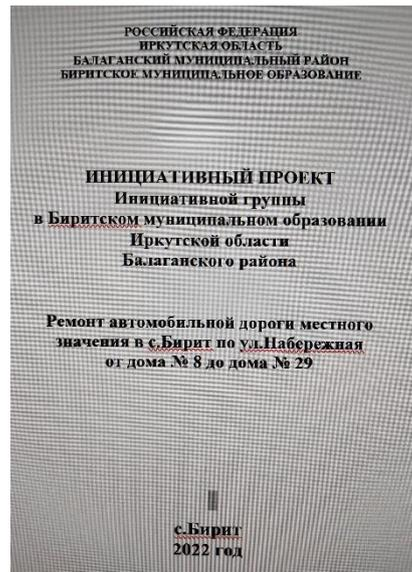 РОССИЙСКАЯ ФЕДЕРАЦИЯ
ИРКУТСКАЯ ОБЛАСТЬ
БАЛАГАНСКИЙ МУНИЦИПАЛЬНЫЙ РАЙОН
БИРИТСКОЕ МУНИЦИПАЛЬНОЕ ОБРАЗОВАНИЕ
ИНИЦИАТИВНЫЙ ПРОЕКТ
Инициативной группы
в Биритском муниципальном образовании
Иркутской области
Балаганского района
Ремонт автомобильной дороги местного
значения в с.Бирит по ул.Набережная
от дома № 8 до дома № 29
с.Бирит
2022 год